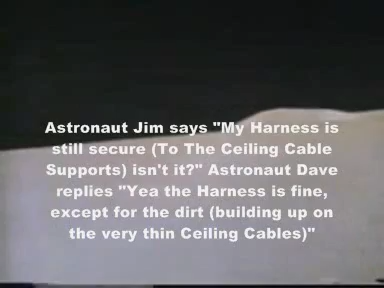 Astronaut Jim says "My Harness is
still secure (To The Ceiling Cable
Supports) isn't it?" Astronaut Dave
replies "Yea the Harness is fine,
except for the dirt (building up on
the very thin Ceiling Cables)"